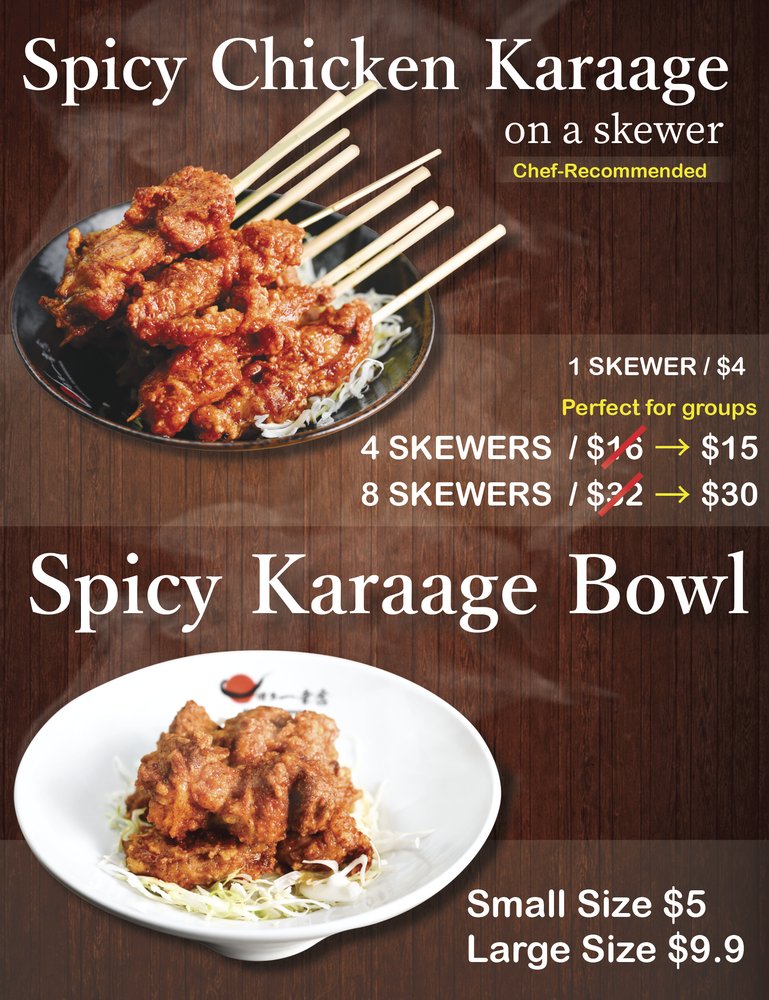 Spicy Chicken Karaage
on a skewer
Chef-Recommended
1 SKEWER / $4
Perfect for groups
4 SKEWERS / $16 → $15
8 SKEWERS / $32 → $30
Spicy Karaage Bowl
Small Size $5
Large Size $9.9